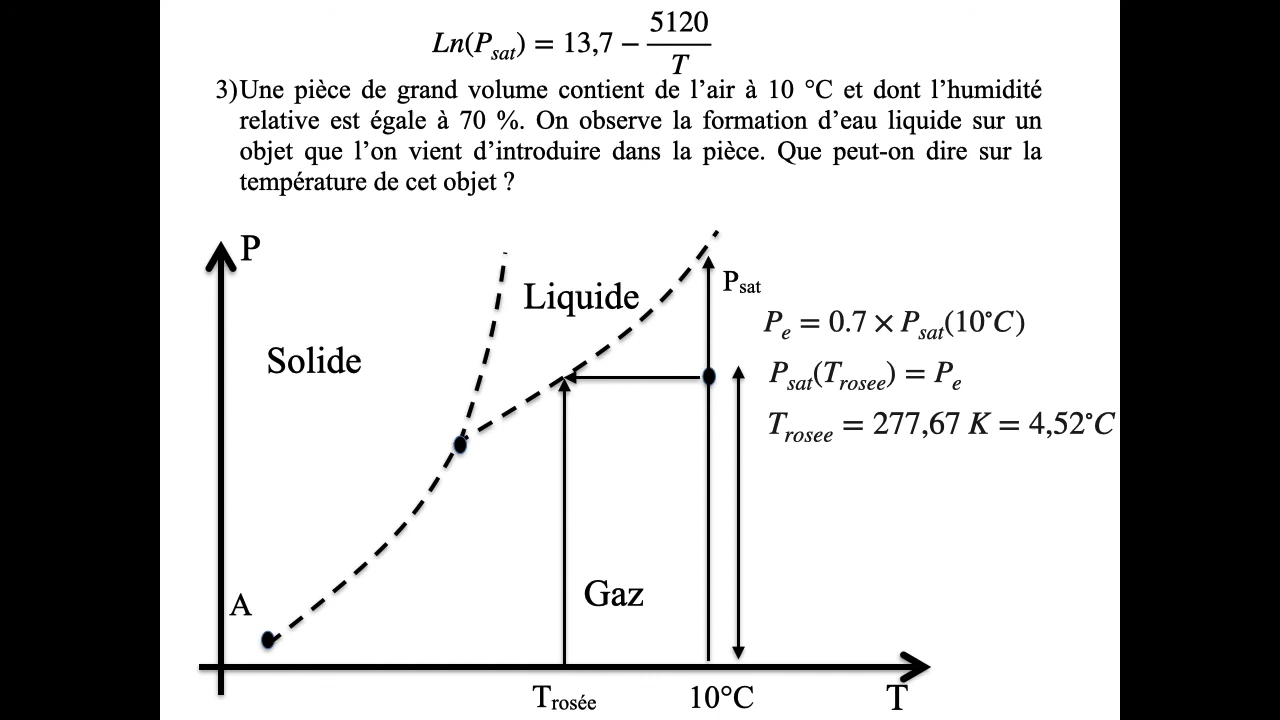 Ln(P_sat) = 13,7 − 5120/T
3)Une pièce de grand volume contient de l’air à 10 °C et dont l’humidité
relative est égale à 70 %. On observe la formation d’eau liquide sur un
objet que l’on vient d’introduire dans la pièce. Que peut-on dire sur la
température de cet objet ?
P
Liquide
P_sat
P_e = 0.7 × P_sat(10°C)
Solide
P_sat(T_rosee) = P_e
T_rosee = 277,67 K = 4,52°C
A
Gaz
T_rosée
10°C
T